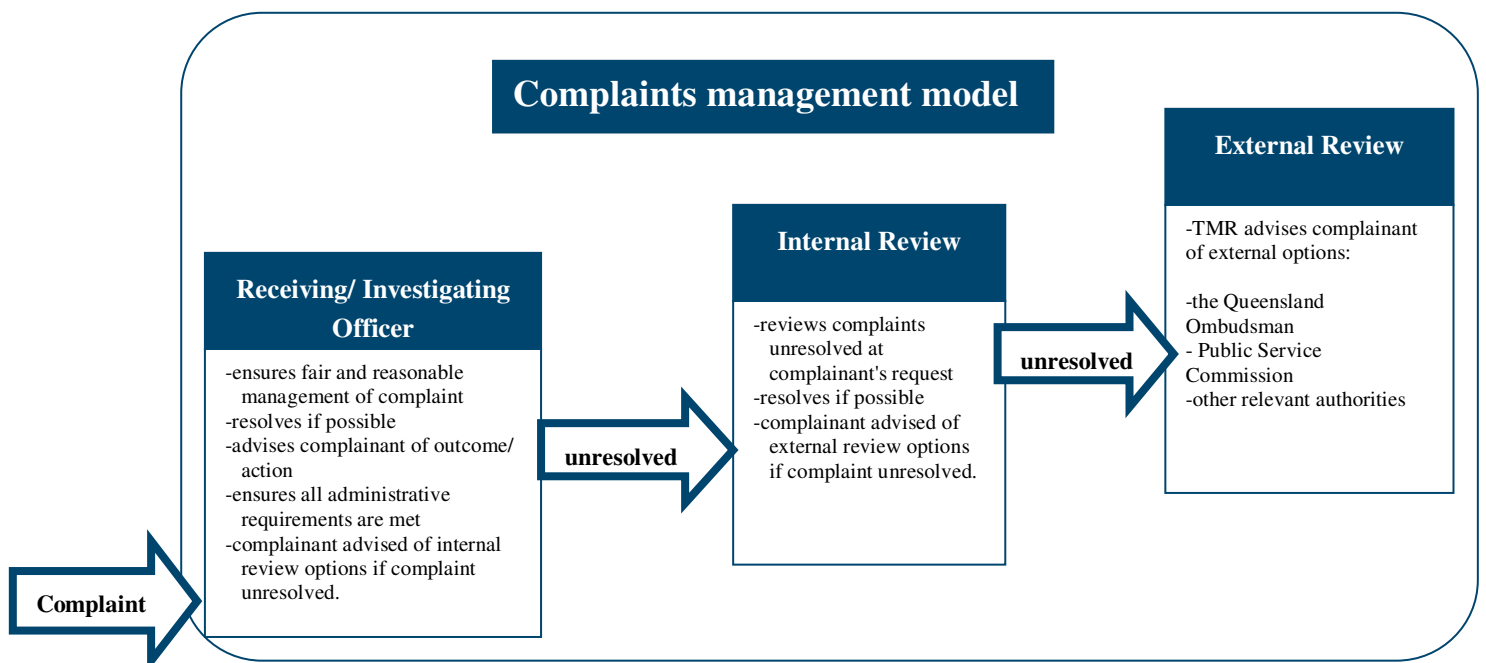 Complaints management model
Complaint
Receiving/ Investigating
Officer
-ensures fair and reasonable
management of complaint
-resolves if possible
-advises complainant of outcome/
action
-ensures all administrative
requirements are met
-complainant advised of internal
review options if complaint
unresolved.
unresolved
Internal Review
-reviews complaints
unresolved at
complainant's request
-resolves if possible
-complainant advised of
external review options
if complaint unresolved.
unresolved
External Review
-TMR advises complainant
of external options:
-the Queensland
Ombudsman
- Public Service
Commission
-other relevant authorities